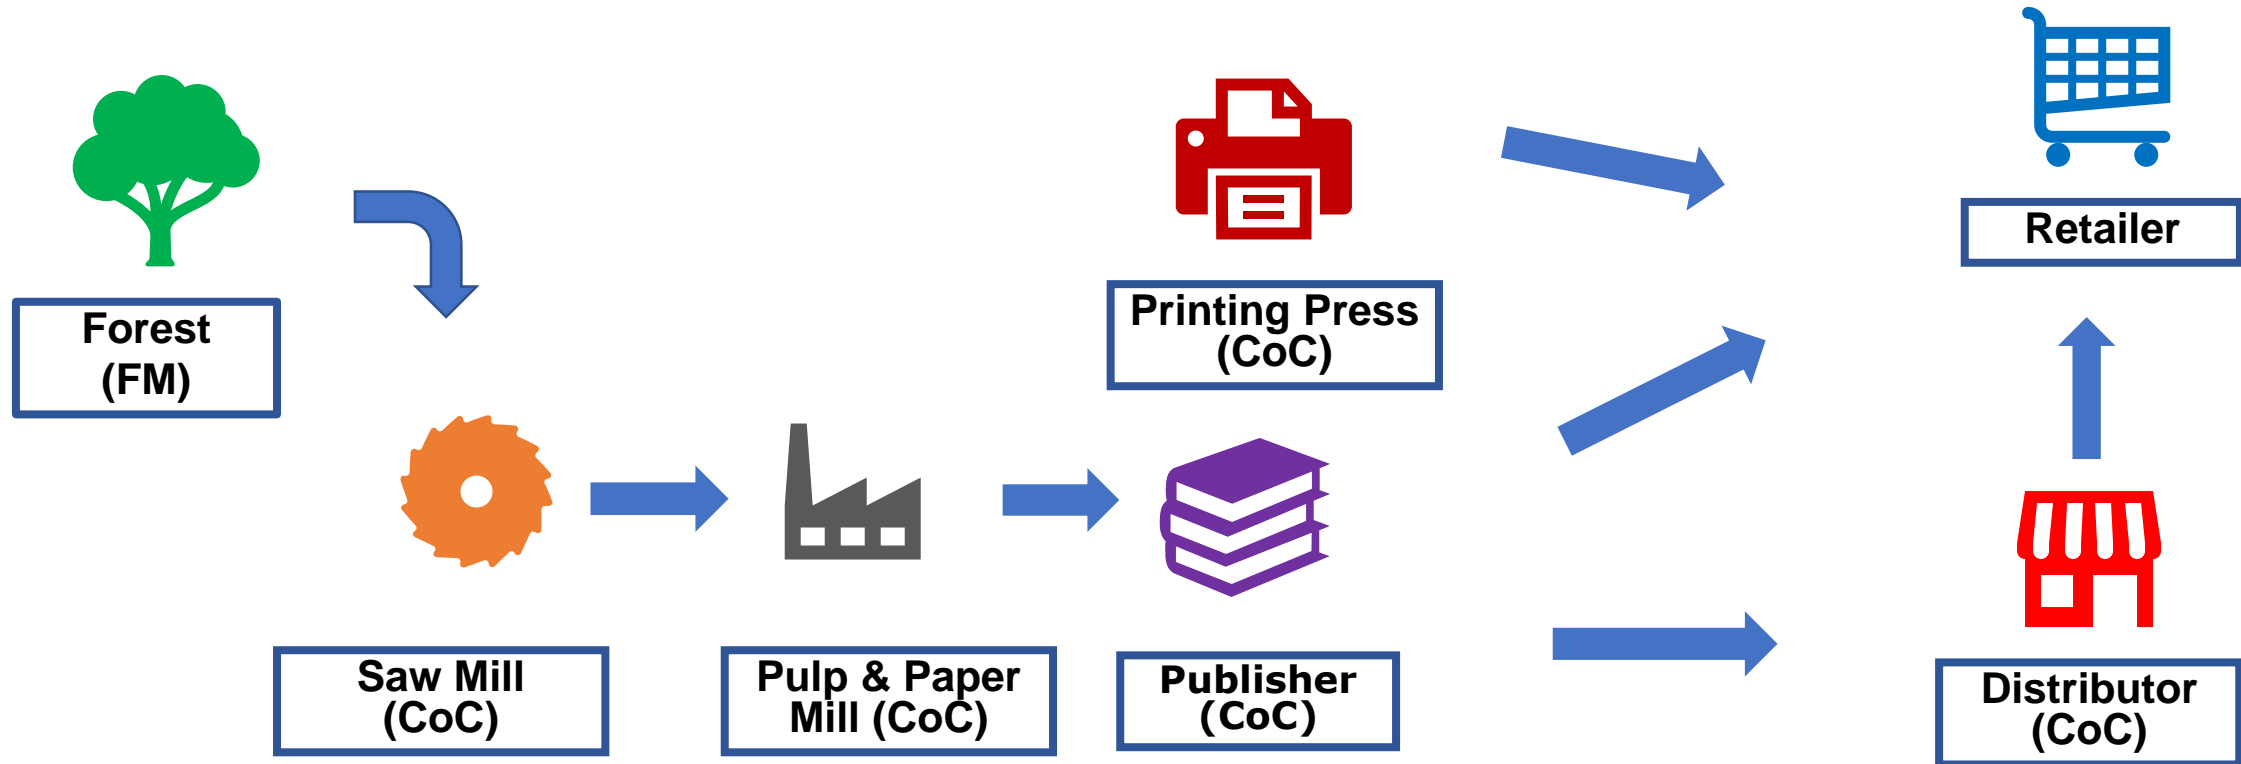 Forest
(FM)
Saw Mill
(CoC)
Pulp & Paper
Mill (CoC)
Printing Press
(CoC)
Publisher
(CoC)
Retailer
Distributor
(CoC)